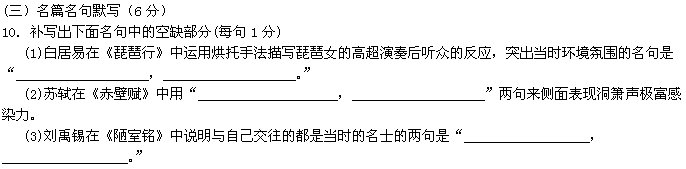 (三) 名篇名句默写（6 分）
10. 补写出下面名句中的空缺部分(每句 1 分)
(1)白居易在《琵琶行》中运用烘托手法描写琵琶女的高超演奏后听众的反应，突出当时环境氛围的名句是
“________________，________________。”
(2)苏轼在《赤壁赋》中用“________________，________________”两句来侧面表现洞箫声极富感
染力。
(3)刘禹锡在《陋室铭》中说明与自己交往的都是当时的名士的两句是“________________，
________________。”